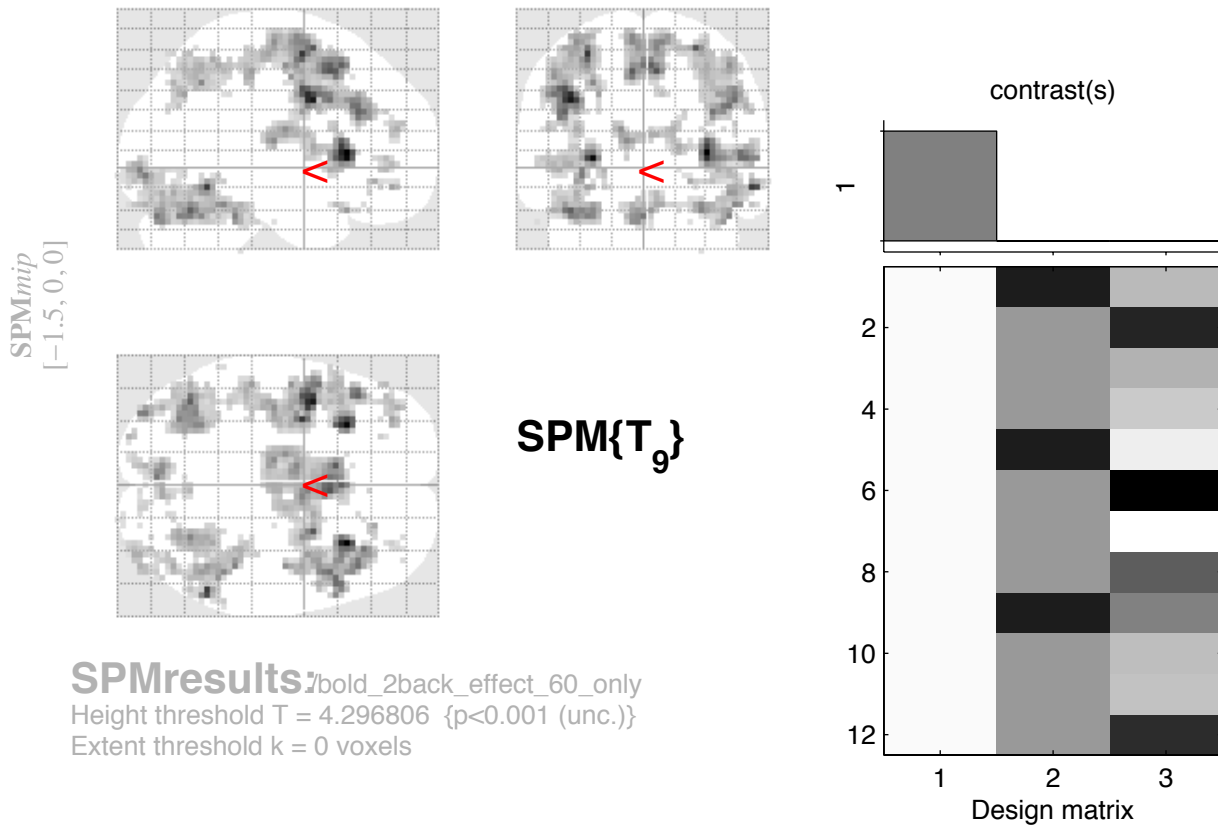 SPMmip
[−1.5, 0, 0]
<
<
<
SPM{T9}
SPMresults:/bold_2back_effect_60_only
Height threshold T = 4.296806 {p<0.001 (unc.)}
Extent threshold k = 0 voxels
contrast(s)
1
2
4
6
8
10
12
1 2 3
Design matrix